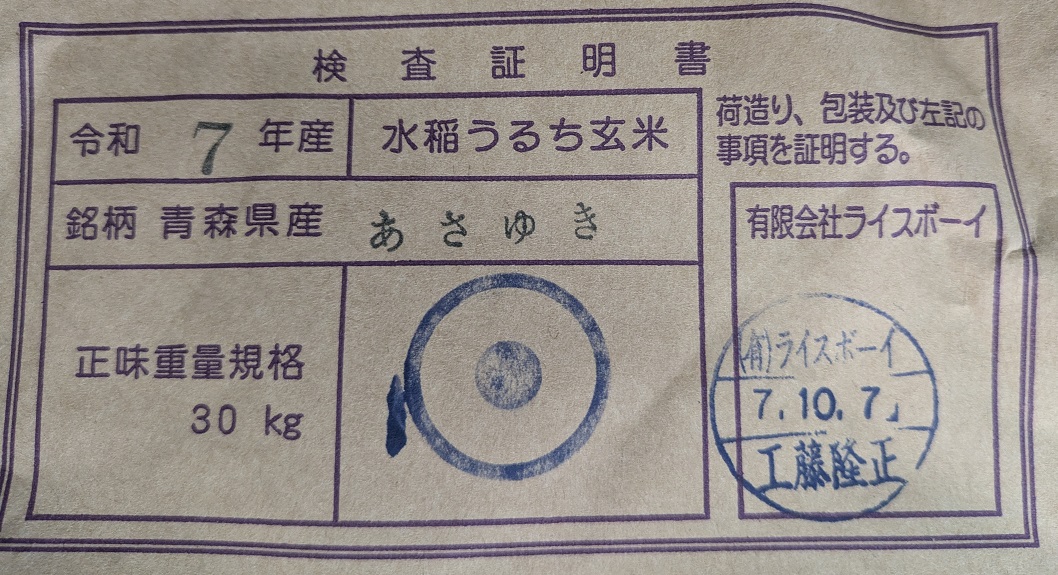 検査証明書
令和 7 年産
水稲うるち玄米
銘柄 青森県産 あさゆき
正味重量規格
30 kg
荷造り、包装及び左記の
事項を証明する。
有限会社ライスボーイ
(有)ライスボーイ
7.10.7
工藤隆正